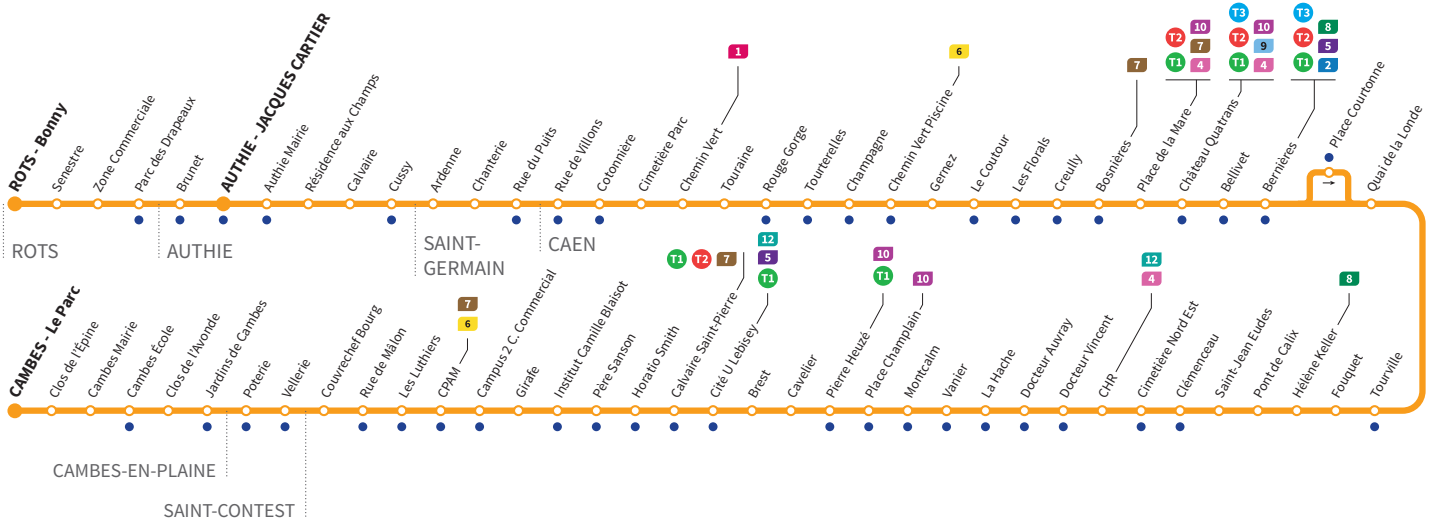 ROTS - Bonny
Senestre
Zone Commerciale
Parc des Drapeaux
Brunet
AUTHIE - JACQUES CARTIER
Authie Mairie
Résidence aux Champs
Calvaire
Cussy
Ardenne
Chanterie
Rue du Puits
Rue de Villons
Cotonnière
Cimetière Parc
Chemin Vert
1
Touraine
Rouge Gorge
Tourterelles
Champagne
Chemin Vert Piscine
6
Gernez
Le Coutour
Les Florals
Creully
Bosnières
7
Place de la Mare
T2 10
7
T1 4
Château Quatrans
T3
T2 10
9
T1 4
Bellivet
Bernières
T3 8
T2 5
T1 2
Place Courtonne
→
Quai de la Londe
ROTS
AUTHIE
SAINT-
GERMAIN
CAEN
CAMBES - Le Parc
Clos de l'Épine
Cambes Mairie
Cambes École
Clos de l'Avonde
Jardins de Cambes
Poterie
Vellerie
Couvrechef Bourg
Rue de Mâlon
Les Luthiers
CPAM
7
6
Campus 2 C. Commercial
Girafe
Institut Camille Blaisot
Père Sanson
Horatio Smith
Calvaire Saint-Pierre
T1 T2 7
Cité U Lebisey
12
5
T1
Brest
Cavelier
Pierre Heuzé
10
T1
Place Champlain
10
Montcalm
Vanier
La Hache
Docteur Auvray
Docteur Vincent
CHR
12
4
Cimetière Nord Est
Clémenceau
Saint-Jean Eudes
Pont de Calix
Hélène Keller
8
Fouquet
Tourville
CAMBES-EN-PLAINE
SAINT-CONTEST